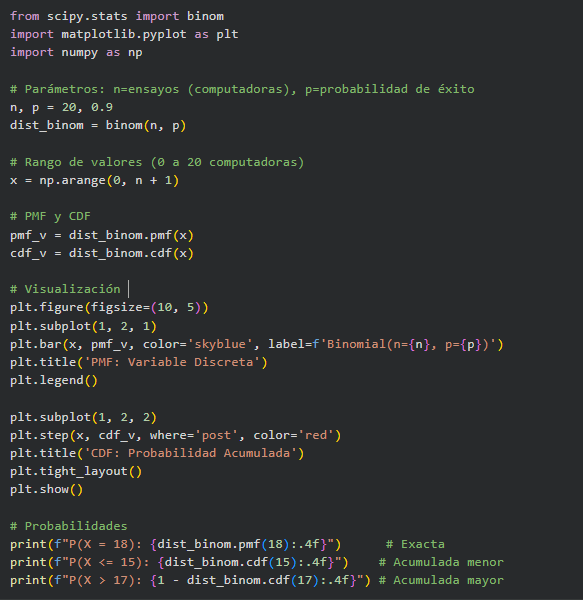 from scipy.stats import binom
import matplotlib.pyplot as plt
import numpy as np

# Parámetros: n=ensayos (computadoras), p=probabilidad de éxito
n, p = 20, 0.9
dist_binom = binom(n, p)

# Rango de valores (0 a 20 computadoras)
x = np.arange(0, n + 1)

# PMF y CDF
pmf_v = dist_binom.pmf(x)
cdf_v = dist_binom.cdf(x)

# Visualización
plt.figure(figsize=(10, 5))
plt.subplot(1, 2, 1)
plt.bar(x, pmf_v, color='skyblue', label=f'Binomial(n={n}, p={p})')
plt.title('PMF: Variable Discreta')
plt.legend()

plt.subplot(1, 2, 2)
plt.step(x, cdf_v, where='post', color='red')
plt.title('CDF: Probabilidad Acumulada')
plt.tight_layout()
plt.show()

# Probabilidades
print(f"P(X = 18): {dist_binom.pmf(18):.4f}")      # Exacta
print(f"P(X <= 15): {dist_binom.cdf(15):.4f}")    # Acumulada menor
print(f"P(X > 17): {1 - dist_binom.cdf(17):.4f}") # Acumulada mayor